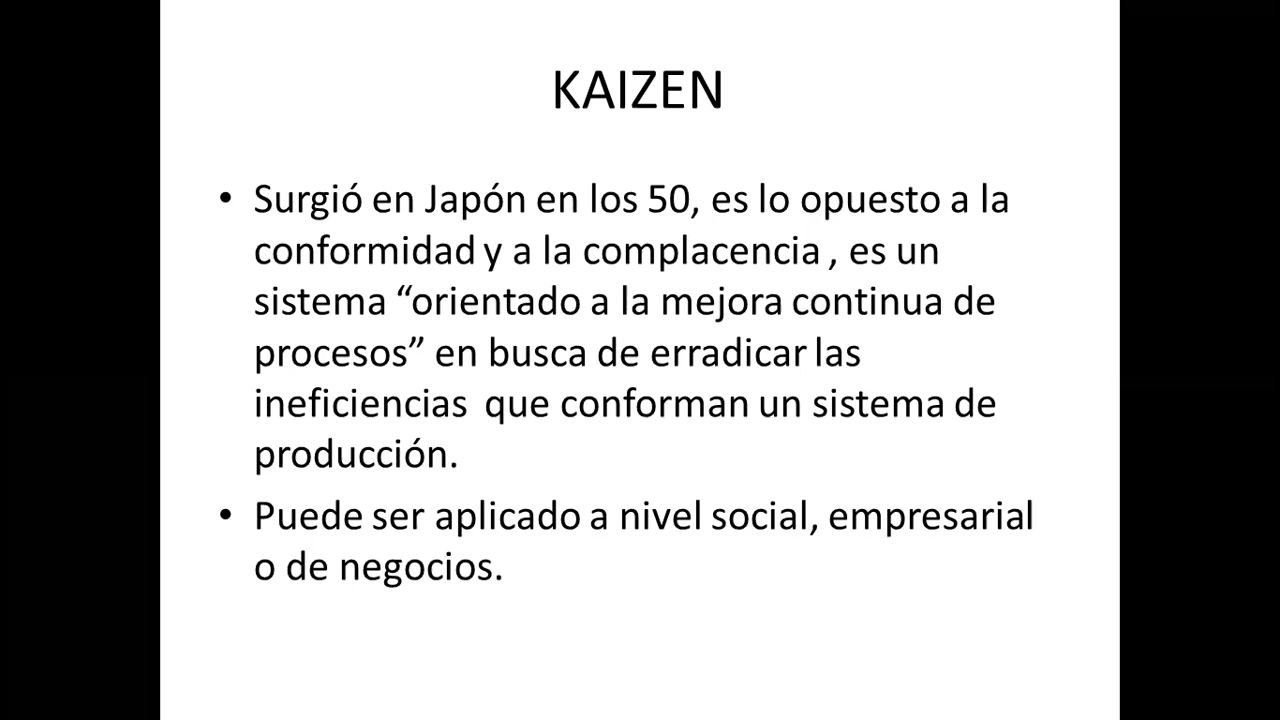 KAIZEN
• Surgió en Japón en los 50, es lo opuesto a la
conformidad y a la complacencia , es un
sistema “orientado a la mejora continua de
procesos” en busca de erradicar las
ineficiencias que conforman un sistema de
producción.
• Puede ser aplicado a nivel social, empresarial
o de negocios.